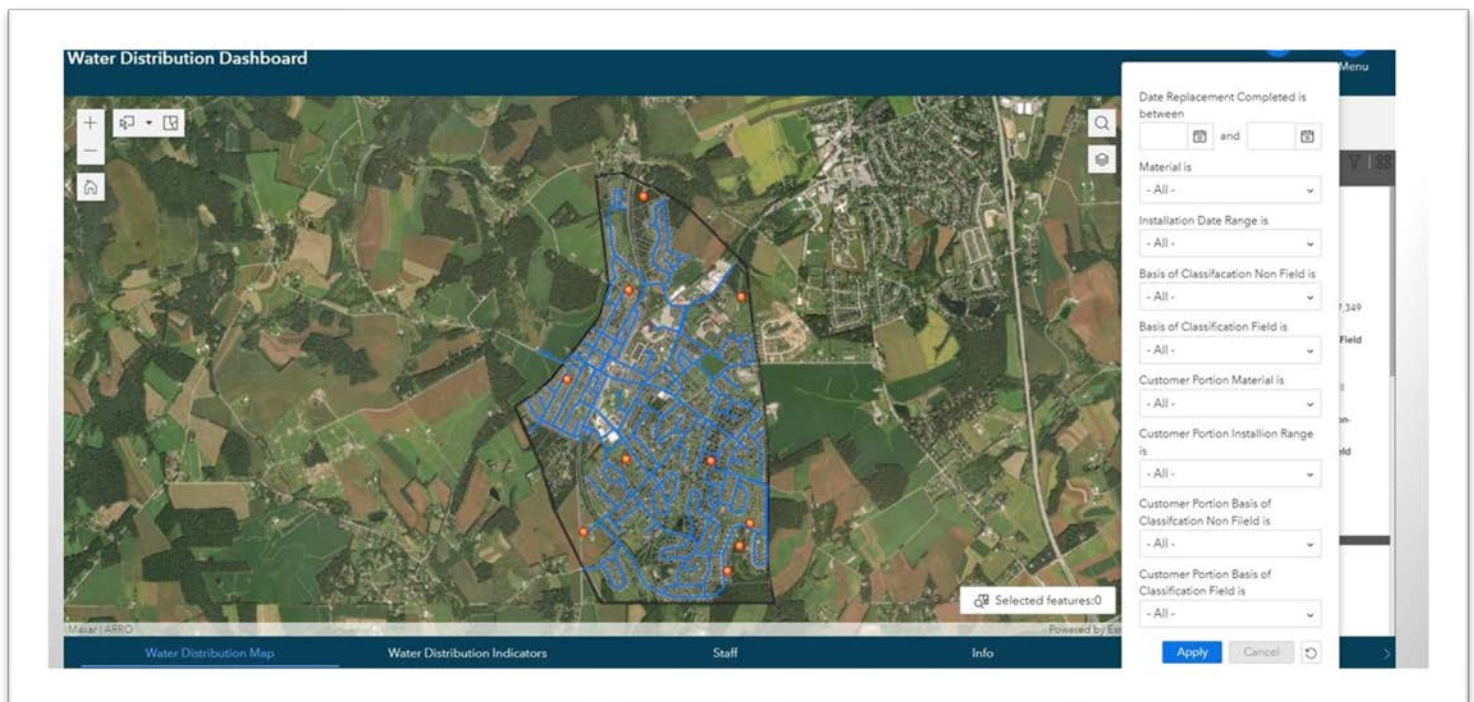 Water Distribution Dashboard
Menu
Date Replacement Completed is
between
and
Material is
- All -
Installation Date Range is
- All -
Basis of Classifacation Non Field is
- All -
Basis of Classification Field is
- All -
Customer Portion Material is
- All -
Customer Portion Installion Range
is
- All -
Customer Portion Basis of
Classifcation Non Fiield is
- All -
Customer Portion Basis of
Classification Field is
- All -
Apply
Cancel
7,349
Field
Selected features:0
Maxar | ARRO
Powered by Esr
Water Distribution Map
Water Distribution Indicators
Staff
Info